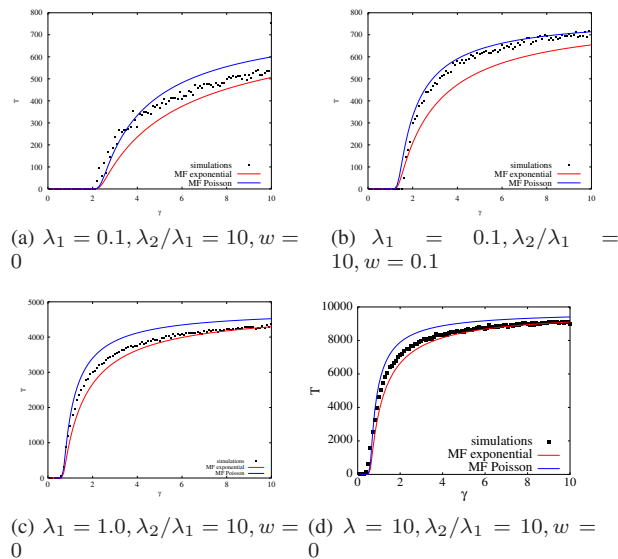 800
700
600
500
400
300
200
100
0
T
simulations
MF exponential
MF Poisson
0 2 4 6 8 10
γ
(a) λ₁ = 0.1, λ₂/λ₁ = 10, w =
0
800
700
600
500
400
300
200
100
0
T
simulations
MF exponential
MF Poisson
0 2 4 6 8 10
γ
(b) λ₁ = 0.1, λ₂/λ₁ =
10, w = 0.1
5000
4000
3000
2000
1000
0
T
simulations
MF exponential
MF Poisson
0 2 4 6 8 10
γ
(c) λ₁ = 1.0, λ₂/λ₁ = 10, w =
0
10000
8000
6000
4000
2000
0
T
simulations
MF exponential
MF Poisson
0 2 4 6 8 10
γ
(d) λ = 10, λ₂/λ₁ = 10, w =
0